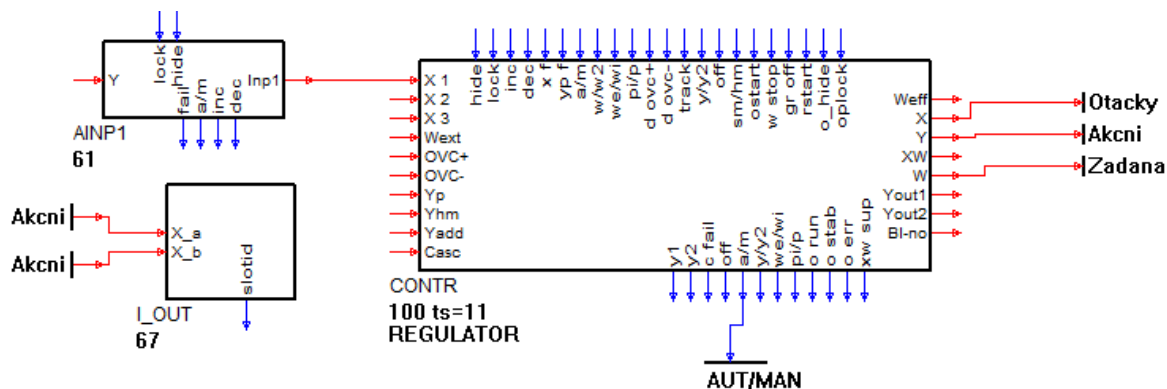 lock
hide
Y
Inp1
fail
a/m
inc
dec
AINP1
61
Akcni
Akcni
X_a
X_b
slotid
I_OUT
67
hide
lock
inc
dec
x f
yp f
a/m
w/w2
we/wi
pi/p
d ovc+
d ovc-
track
y/y2
off
sm/hm
ostart
w stop
gr off
rstart
o_hide
oplock
X 1
X 2
X 3
Wext
OVC+
OVC-
Yp
Yhm
Yadd
Casc
Weff
X
Y
XW
W
Yout1
Yout2
Bl-no
y1
y2
c fail
off
a/m
y/y2
we/wi
pi/p
o run
o stab
o err
xw sup
CONTR
100 ts=11
REGULATOR
AUT/MAN
Otacky
Akcni
Zadana